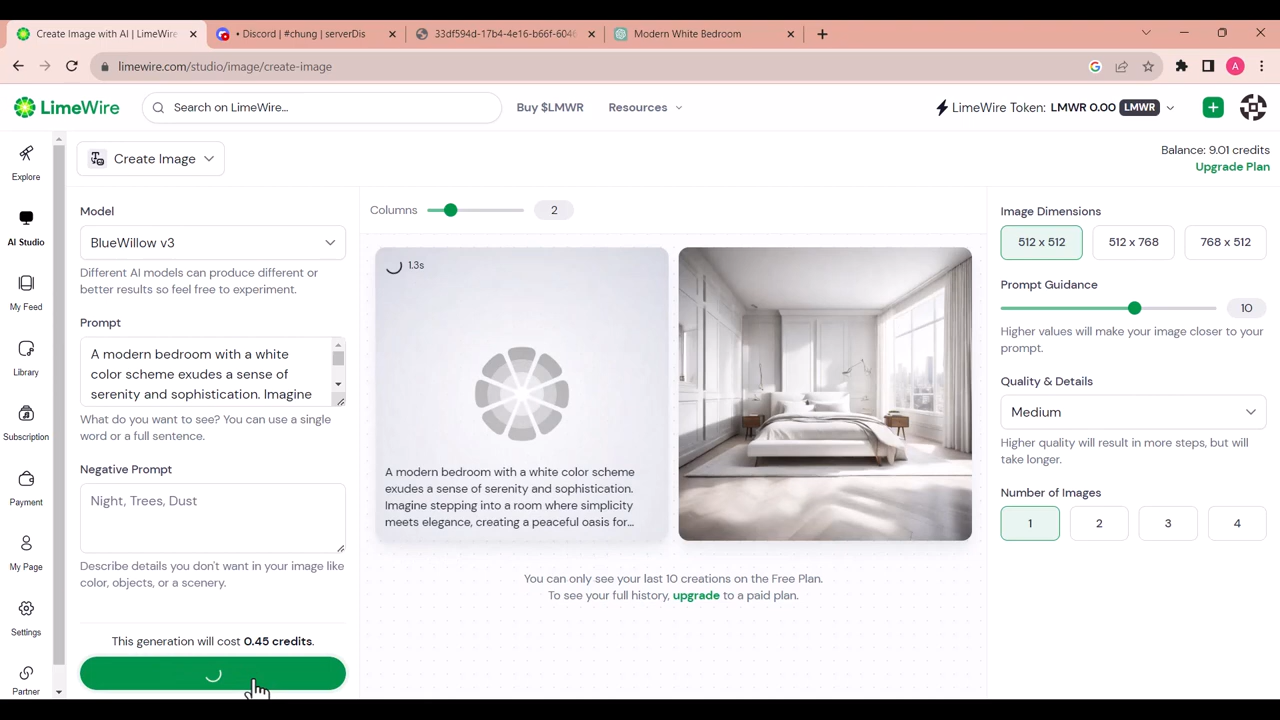 Create Image with AI | LimeWire
• Discord | #chung | serverDis
33df594d-17b4-4e16-b66f-6046
Modern White Bedroom
limewire.com/studio/image/create-image
A
LimeWire
Search on LimeWire...
Buy $LMWR
Resources
LimeWire Token: LMWR 0.00
LMWR
Explore
AI Studio
My Feed
Library
Subscription
Payment
My Page
Settings
Partner
Create Image
Balance: 9.01 credits
Upgrade Plan
Model
BlueWillow v3
Different AI models can produce different or
better results so feel free to experiment.
Prompt
A modern bedroom with a white
color scheme exudes a sense of
serenity and sophistication. Imagine
What do you want to see? You can use a single
word or a full sentence.
Negative Prompt
Night, Trees, Dust
Describe details you don't want in your image like
color, objects, or a scenery.
This generation will cost 0.45 credits.
Columns
2
1.3s
A modern bedroom with a white color scheme
exudes a sense of serenity and sophistication.
Imagine stepping into a room where simplicity
meets elegance, creating a peaceful oasis for...
You can only see your last 10 creations on the Free Plan.
To see your full history, upgrade to a paid plan.
Image Dimensions
512 x 512
512 x 768
768 x 512
Prompt Guidance
10
Higher values will make your image closer to your
prompt.
Quality & Details
Medium
Higher quality will result in more steps, but will
take longer.
Number of Images
1
2
3
4